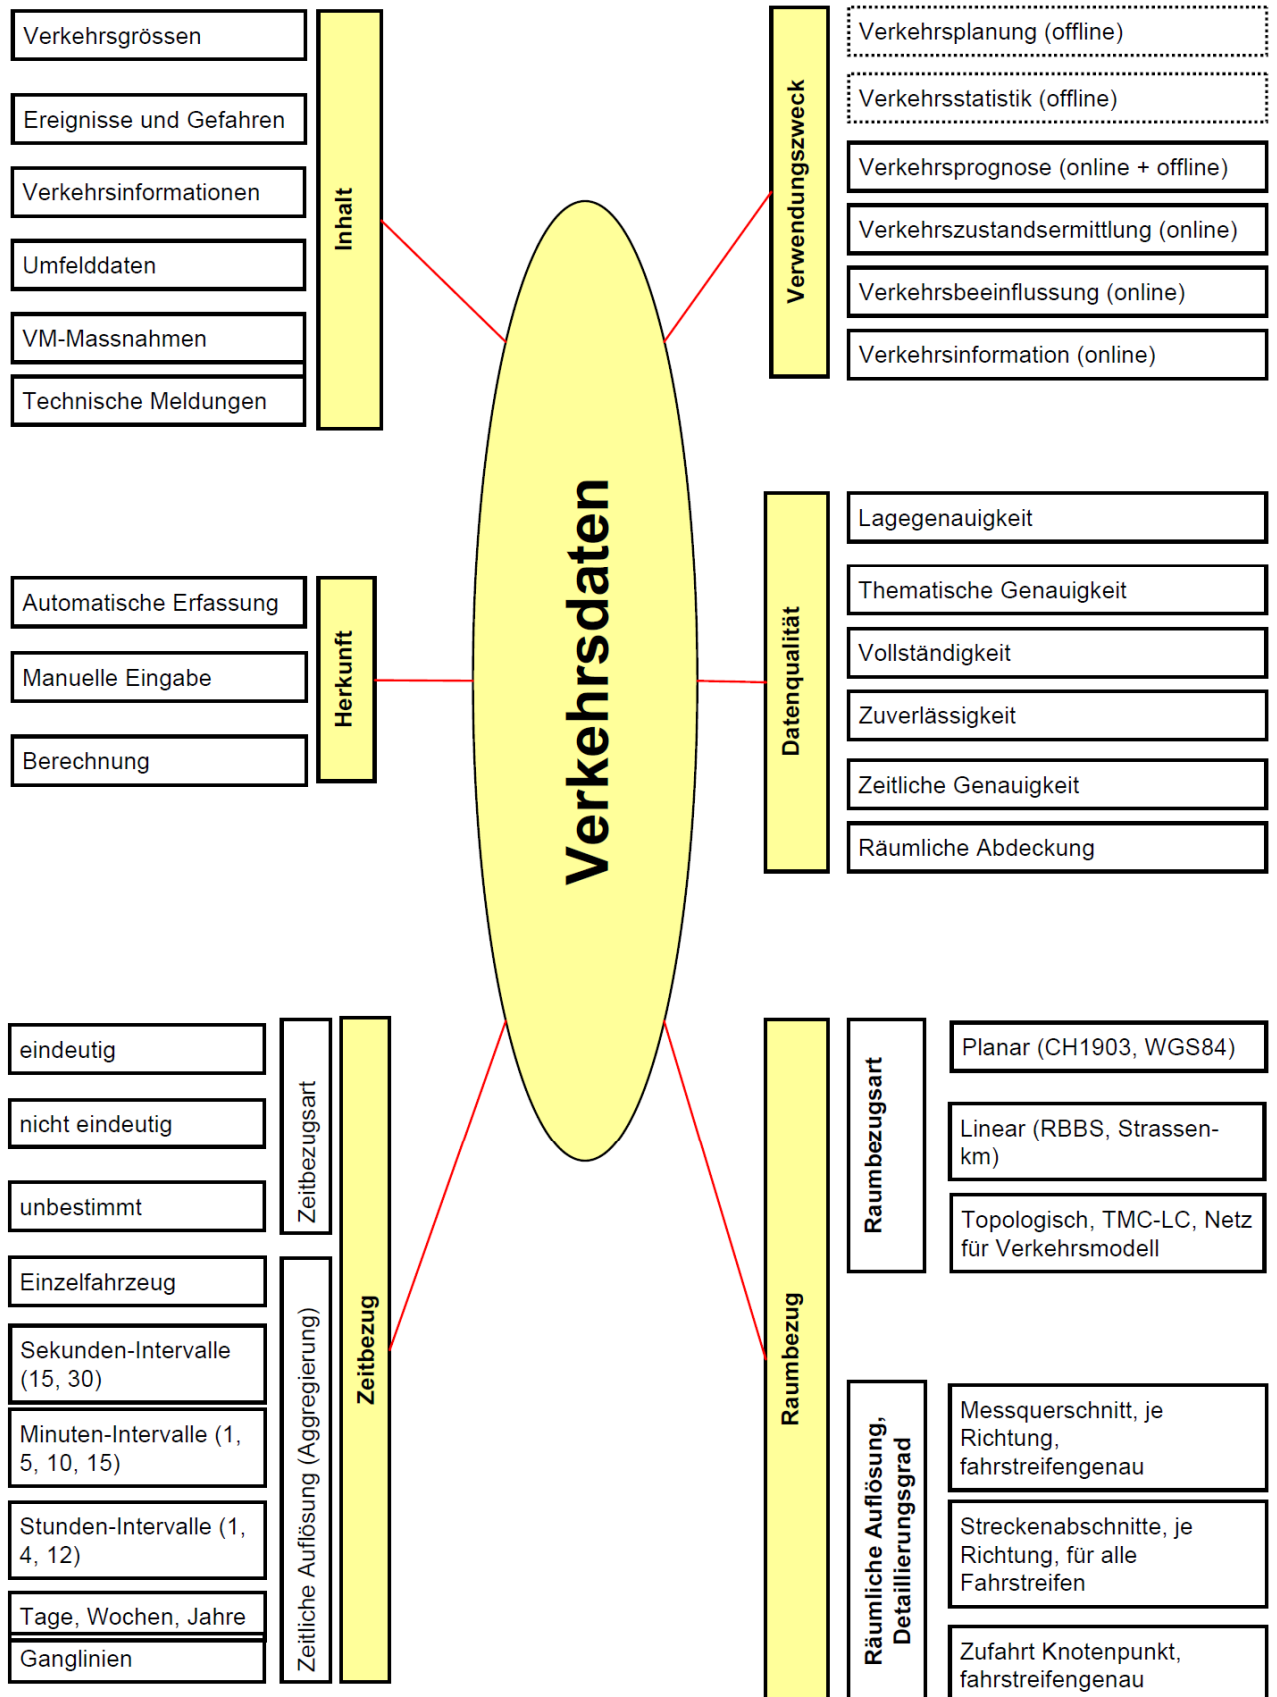 Verkehrsgrössen
Ereignisse und Gefahren
Verkehrsinformationen
Umfelddaten
VM-Massnahmen
Technische Meldungen
Inhalt
Verwendungszweck
Verkehrsplanung (offline)
Verkehrsstatistik (offline)
Verkehrsprognose (online + offline)
Verkehrszustandsermittlung (online)
Verkehrsbeeinflussung (online)
Verkehrsinformation (online)
Verkehrsdaten
Automatische Erfassung
Manuelle Eingabe
Berechnung
Herkunft
Datenqualität
Lagegenauigkeit
Thematische Genauigkeit
Vollständigkeit
Zuverlässigkeit
Zeitliche Genauigkeit
Räumliche Abdeckung
eindeutig
nicht eindeutig
unbestimmt
Zeitbezugsart
Einzelfahrzeug
Sekunden-Intervalle
(15, 30)
Minuten-Intervalle (1,
5, 10, 15)
Stunden-Intervalle (1,
4, 12)
Tage, Wochen, Jahre
Ganglinien
Zeitliche Auflösung (Aggregierung)
Zeitbezug
Raumbezug
Raumbezugsart
Planar (CH1903, WGS84)
Linear (RBBS, Strassen-
km)
Topologisch, TMC-LC, Netz
für Verkehrsmodell
Räumliche Auflösung,
Detaillierungsgrad
Messquerschnitt, je
Richtung,
fahrstreifengenau
Streckenabschnitte, je
Richtung, für alle
Fahrstreifen
Zufahrt Knotenpunkt,
fahrstreifengenau